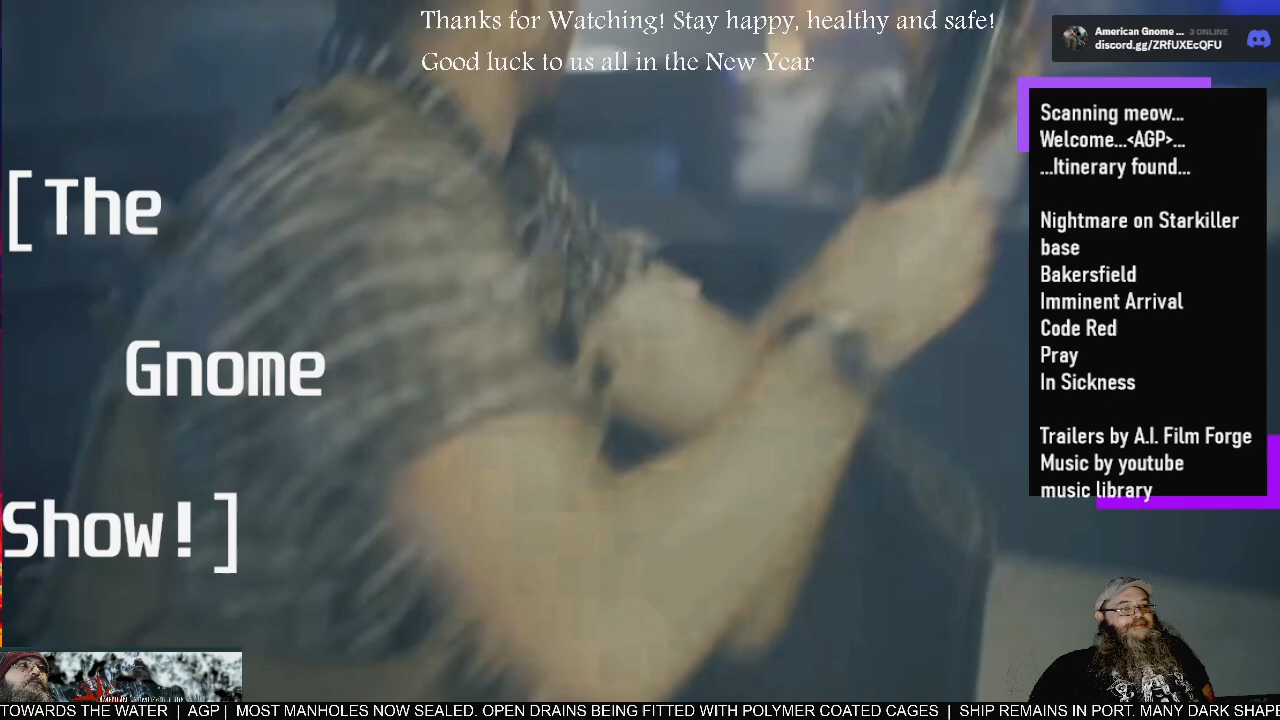 Thanks for Watching! Stay happy, healthy and safe!
Good luck to us all in the New Year
American Gnome ... 3 ONLINE
discord.gg/ZRfUXEcQFU
[The
Gnome
Show!]
Scanning meow...
Welcome...<AGP>...
...Itinerary found...
Nightmare on Starkiller
base
Bakersfield
Imminent Arrival
Code Red
Pray
In Sickness
Trailers by A.I. Film Forge
Music by youtube
music library
TOWARDS THE WATER | AGP | MOST MANHOLES NOW SEALED. OPEN DRAINS BEING FITTED WITH POLYMER COATED CAGES | SHIP REMAINS IN PORT. MANY DARK SHAP